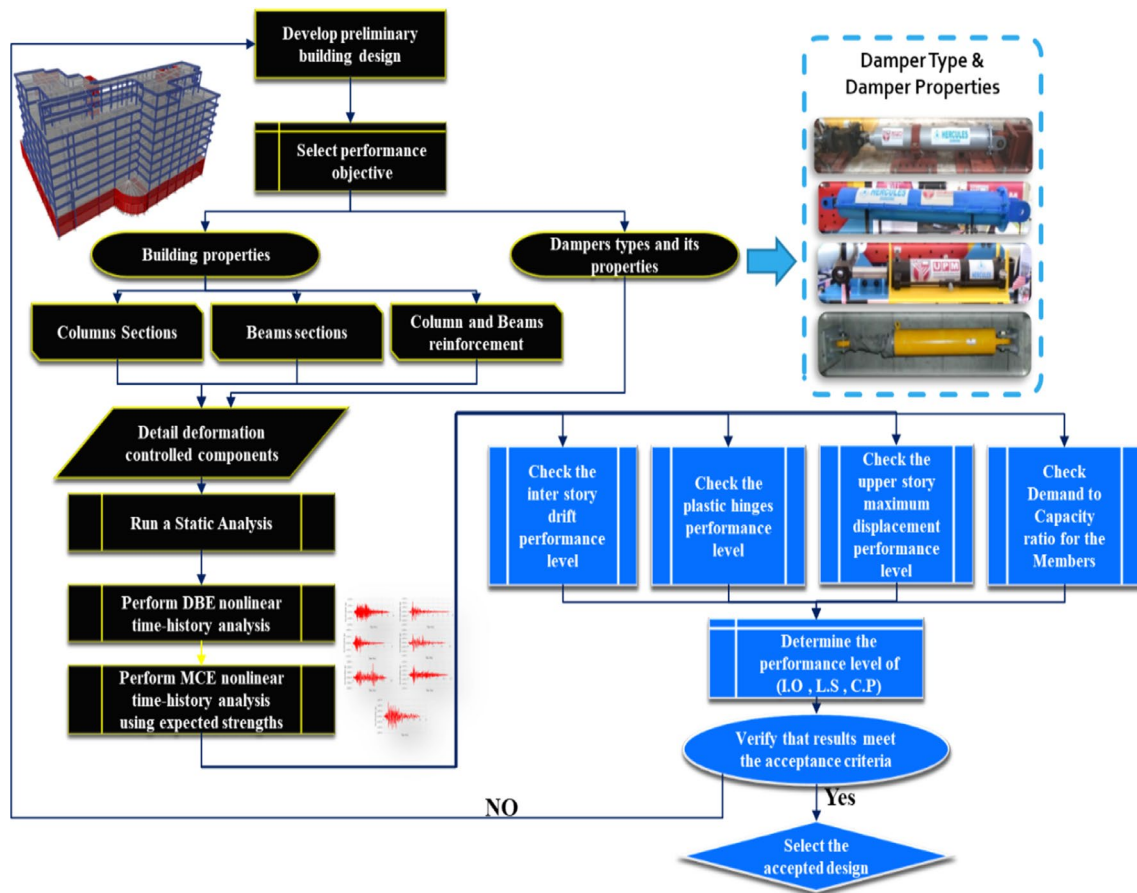 Develop preliminary
building design
Select performance
objective
Building properties
Dampers types and its
properties
Damper Type &
Damper Properties
HERCULES
HERCULES
UPM
Columns Sections
Beams sections
Column and Beams
reinforcement
Detail deformation
controlled components
Run a Static Analysis
Perform DBE nonlinear
time-history analysis
Perform MCE nonlinear
time-history analysis
using expected strengths
Check the
inter story
drift
performance
level
Check the
plastic hinges
performance
level
Check the
upper story
maximum
displacement
performance
level
Check
Demand to
Capacity
ratio for the
Members
Determine the
performance level of
(I.O , L.S , C.P)
Verify that results meet
the acceptance criteria
NO
Yes
Select the
accepted design